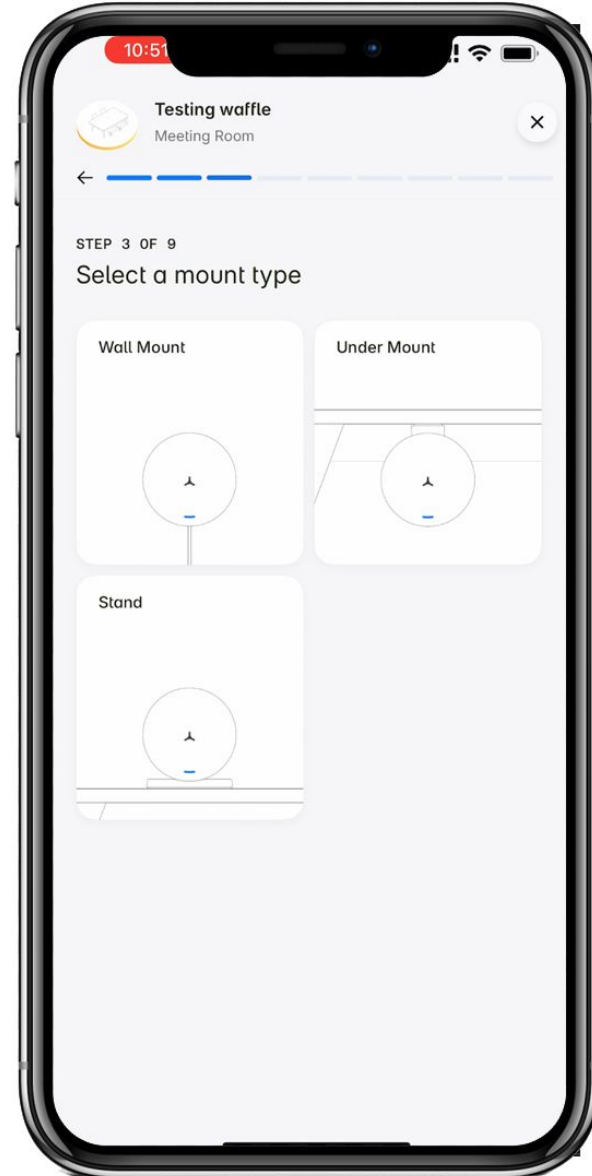 10:51
Testing waffle
Meeting Room
STEP 3 OF 9
Select a mount type
Wall Mount
Under Mount
Stand